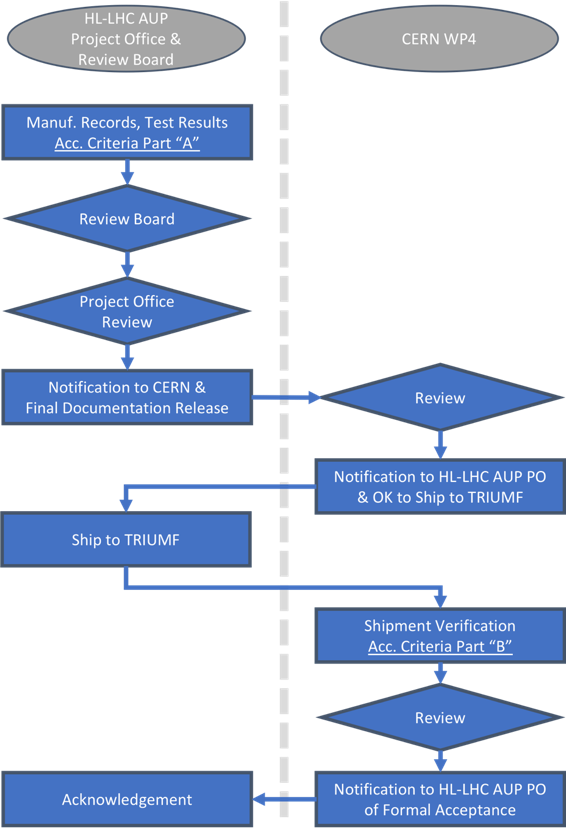 HL-LHC AUP
Project Office &
Review Board
CERN WP4
Manuf. Records, Test Results
Acc. Criteria Part “A”
Review Board
Project Office
Review
Notification to CERN &
Final Documentation Release
Review
Notification to HL-LHC AUP PO
& OK to Ship to TRIUMF
Ship to TRIUMF
Shipment Verification
Acc. Criteria Part “B”
Review
Notification to HL-LHC AUP PO
of Formal Acceptance
Acknowledgement